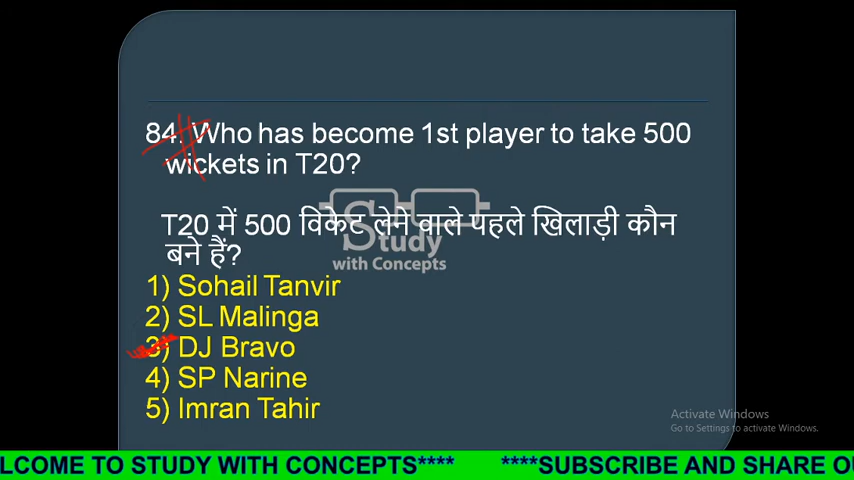 84. Who has become 1st player to take 500
wickets in T20?
T20 में 500 विकेट लेने वाले पहले खिलाड़ी कौन
बने हैं?
Study
with Concepts
1) Sohail Tanvir
2) SL Malinga
3) DJ Bravo
4) SP Narine
5) Imran Tahir
Activate Windows
Go to Settings to activate Windows.
LCOME TO STUDY WITH CONCEPTS**** ****SUBSCRIBE AND SHARE O